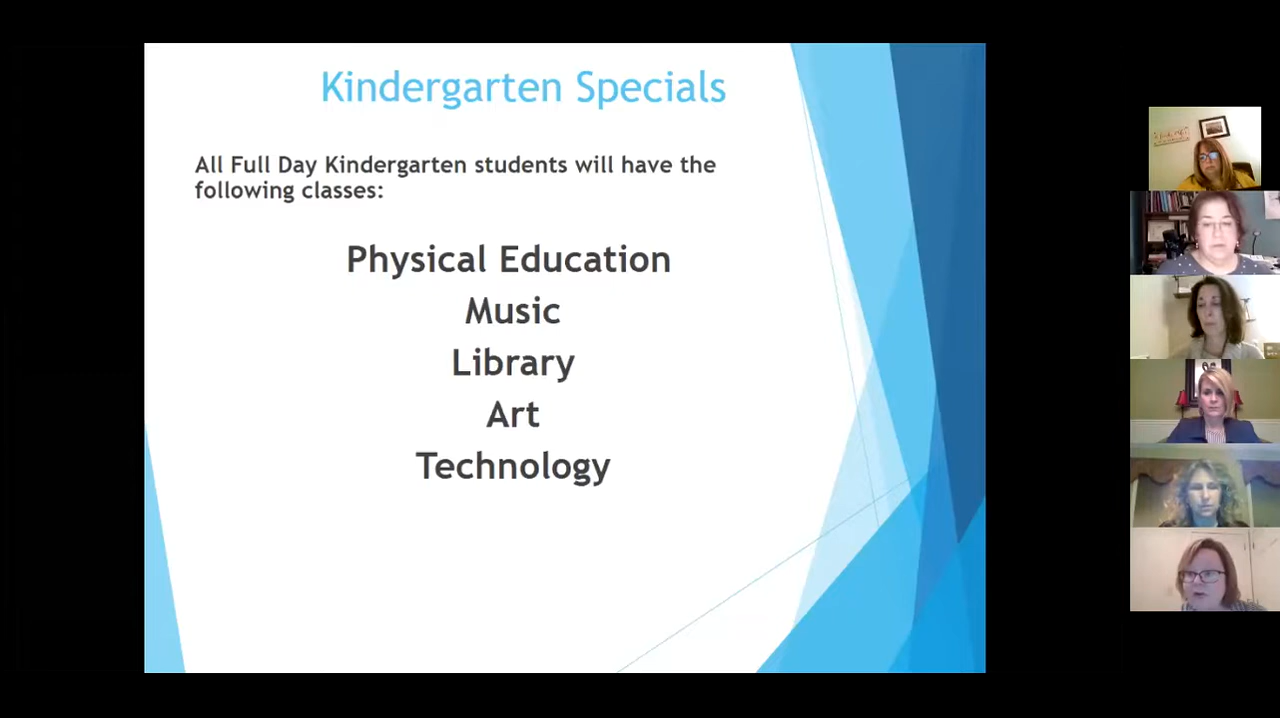 Kindergarten Specials
All Full Day Kindergarten students will have the
following classes:
Physical Education
Music
Library
Art
Technology